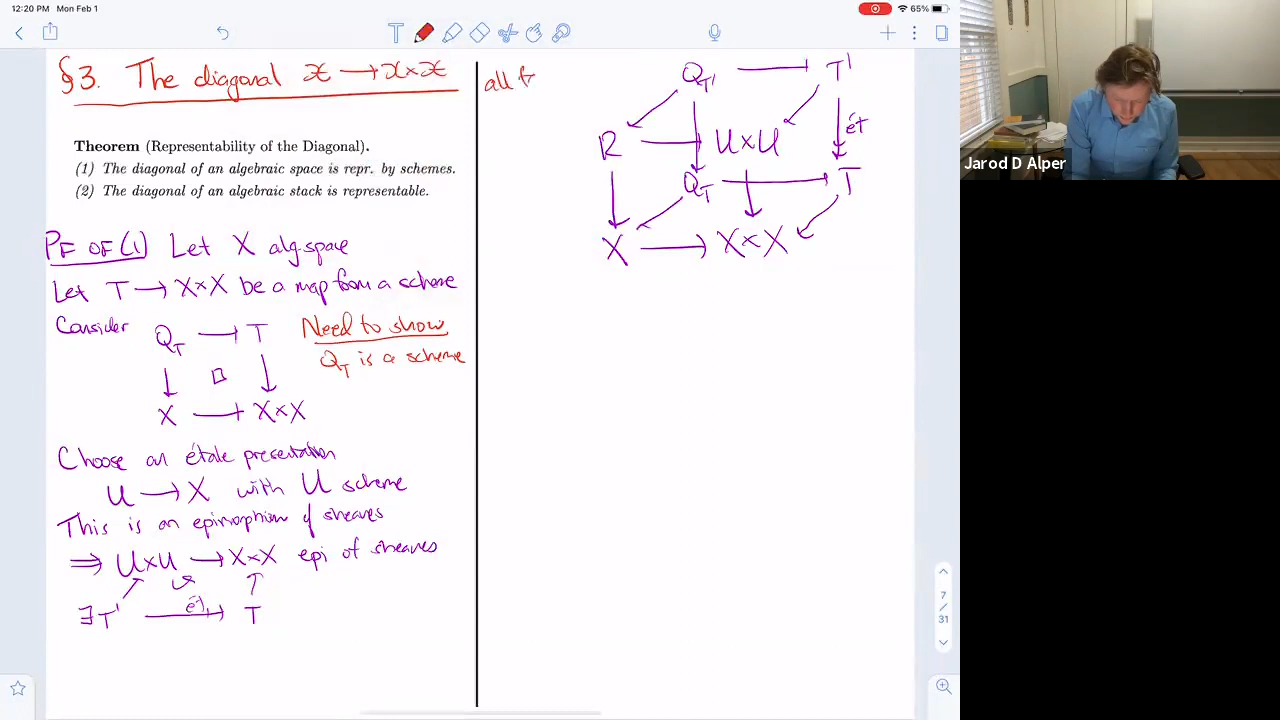 12:20 PM Mon Feb 1
65%
§3. The diagonal 𝒳 → 𝒳×𝒳
Theorem (Representability of the Diagonal).
(1) The diagonal of an algebraic space is repr. by schemes.
(2) The diagonal of an algebraic stack is representable.
PF OF (1) Let X alg. space
Let T → X×X be a map from a scheme
Consider
Q_T → T
↓ □ ↓
X → X×X
Need to show
Q_T is a scheme
Choose an étale presentation
U → X with U scheme
This is an epimorphism of sheaves
⇒ U×U → X×X epi of sheaves
∃T' ét. → T
all
Q_T' → T'
R → U×U ét
Q_T → T
X → X×X
7
/
31
Jarod D Alper